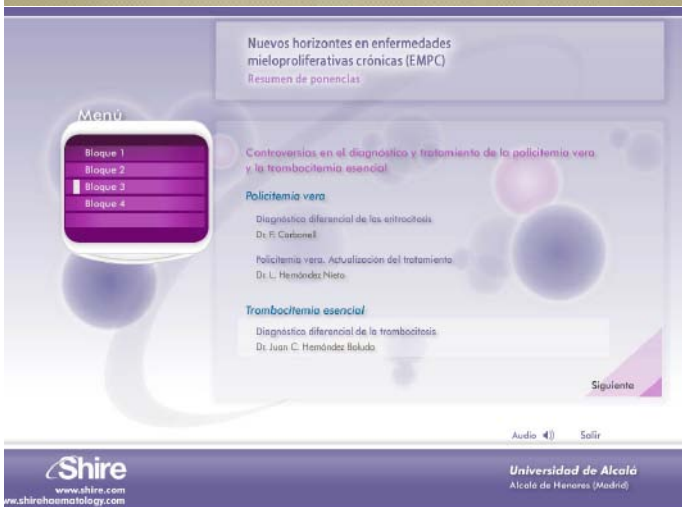 Nuevos horizontes en enfermedades
mieloproliferativas crónicas (EMPC)
Resumen de ponencias
Menú
Bloque 1
Bloque 2
Bloque 3
Bloque 4
Controversias en el diagnóstico y tratamiento de la policitemia vera
y la trombocitemia esencial
Policitemia vera
Diagnóstico diferencial de las eritrocitosis
Dr. F. Carbonell
Policitemia vera. Actualización del tratamiento
Dr. L. Hernández Nieto
Trombocitemia esencial
Diagnóstico diferencial de la trombocitosis
Dr. Juan C. Hernández Boluda
Siguiente
Audio
Salir
Shire
www.shire.com
ww.shirehaematology.com
Universidad de Alcalá
Alcalá de Henares (Madrid)